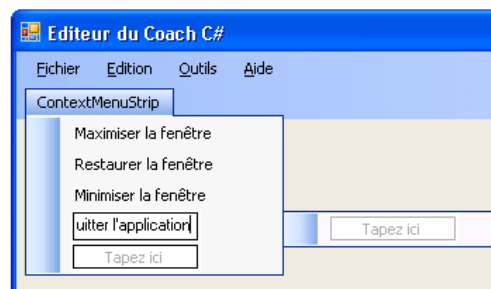 Editeur du Coach C#
Fichier Edition Outils Aide
ContextMenuStrip
Maximiser la fenêtre
Restaurer la fenêtre
Minimiser la fenêtre
uitter l'application
Tapez ici
Tapez ici